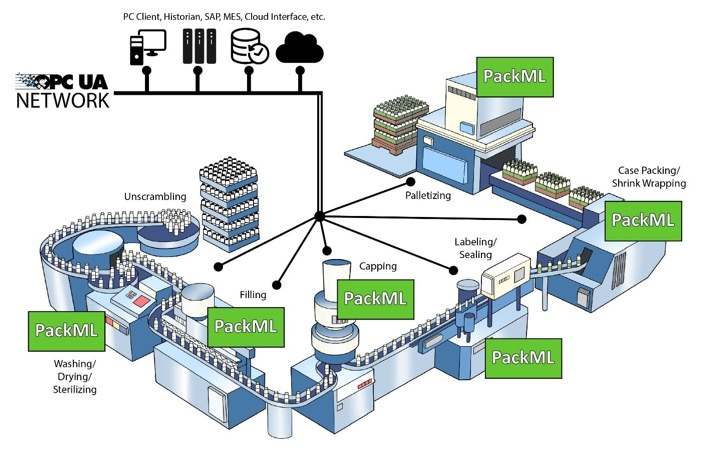 PC Client, Historian, SAP, MES, Cloud Interface, etc.
OPC UA
NETWORK
PackML
Palletizing
Case Packing/
Shrink Wrapping
PackML
Unscrambling
Labeling/
Sealing
Capping
PackML
Filling
PackML
PackML
Washing/
Drying/
Sterilizing
PackML